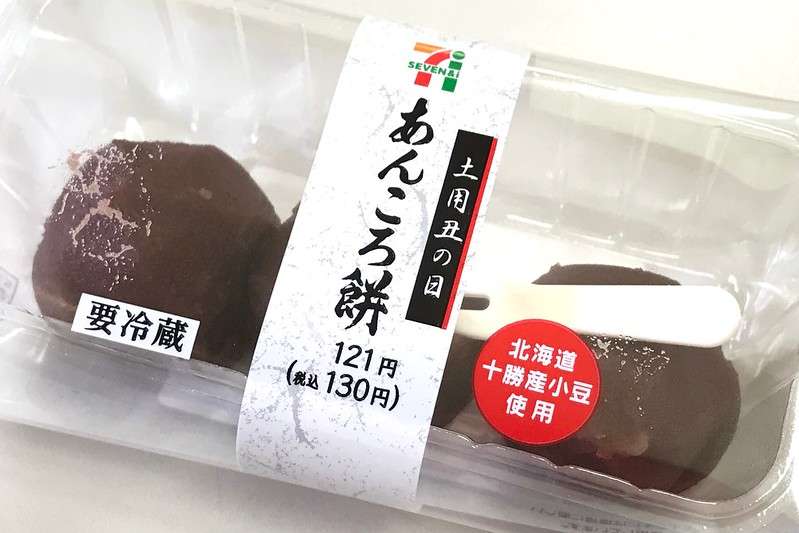 SEVEN&i
土用丑の日
あんころ餅
121円
(税込130円)
要冷蔵
北海道
十勝産小豆
使用